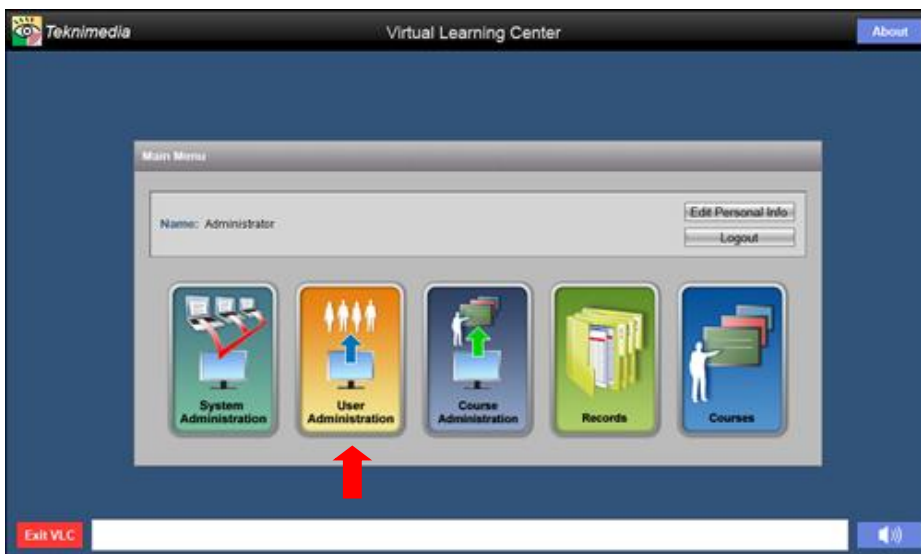 Teknimedia
Virtual Learning Center
About
Main Menu
Name: Administrator
Edit Personal Info
Logout
System
Administration
User
Administration
Course
Administration
Records
Courses
Exit VLC